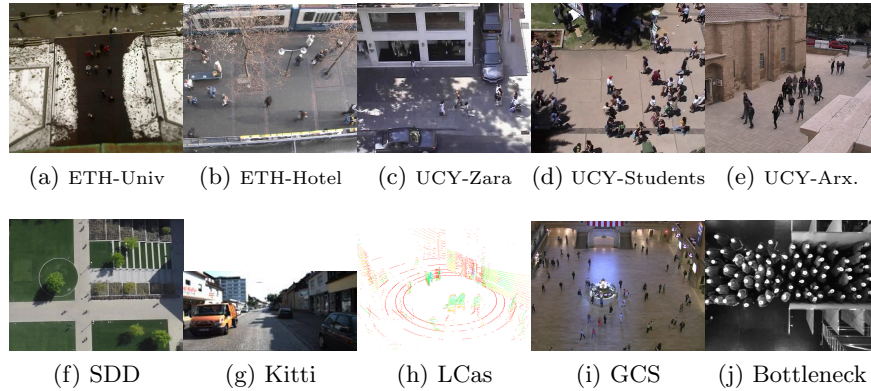 (a) ETH-Univ (b) ETH-Hotel (c) UCY-Zara (d) UCY-Students (e) UCY-Arx.
(f) SDD (g) Kitti (h) LCas (i) GCS (j) Bottleneck